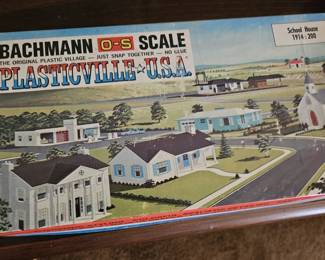 BACHMANN O-S SCALE
THE ORIGINAL PLASTIC VILLAGE — JUST SNAP TOGETHER — NO GLUE
PLASTICVILLE U.S.A.
School House
1914:200